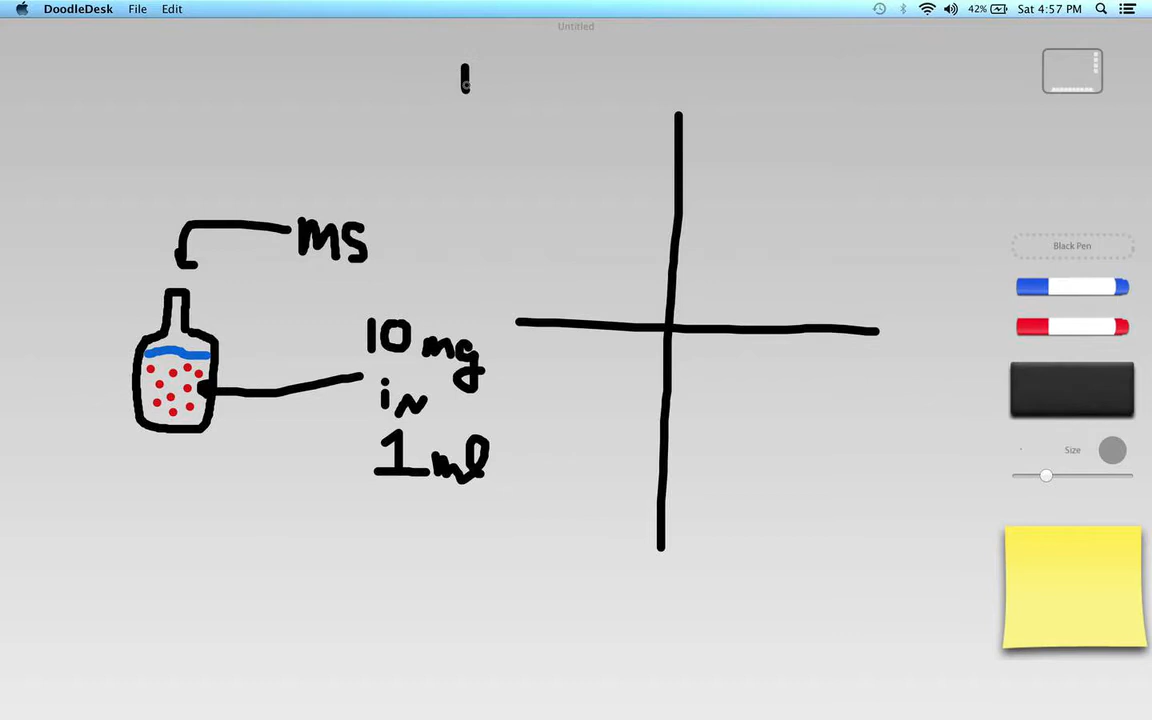 DoodleDesk File Edit 42% Sat 4:57 PM
Untitled
MS
10 mg
in
1 ml
Black Pen
Size